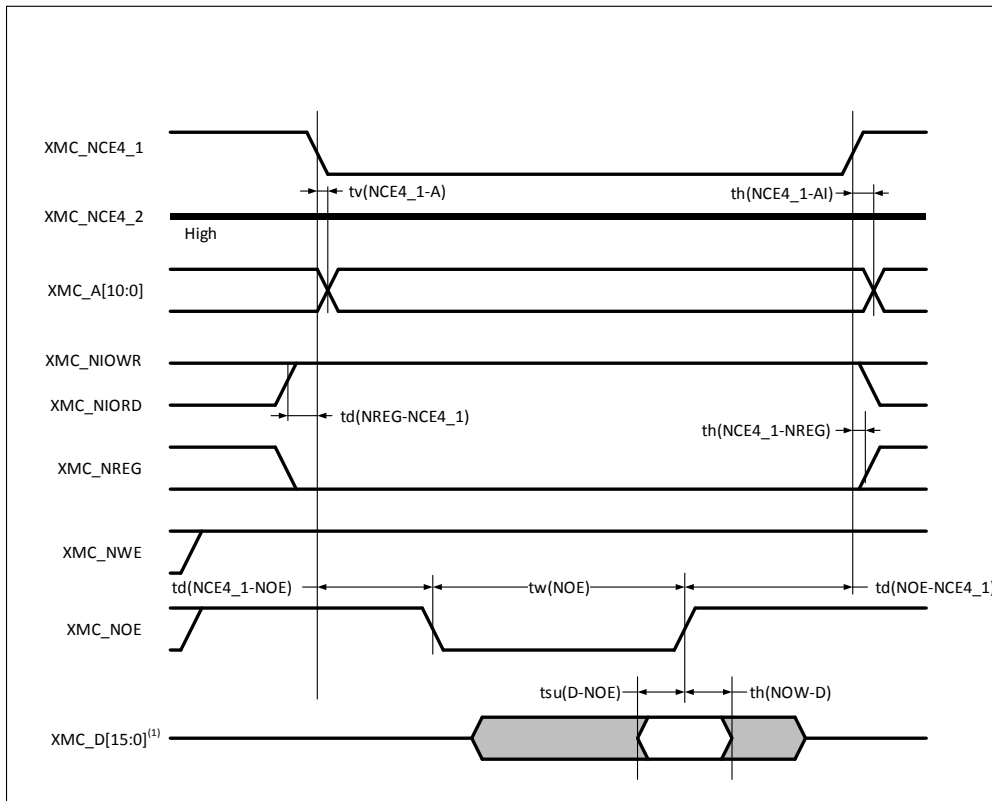 XMC_NCE4_1
tv(NCE4_1-A)
th(NCE4_1-AI)
XMC_NCE4_2
High
XMC_A[10:0]
XMC_NIOWR
XMC_NIORD
td(NREG-NCE4_1)
th(NCE4_1-NREG)
XMC_NREG
XMC_NWE
td(NCE4_1-NOE)
tw(NOE)
td(NOE-NCE4_1)
XMC_NOE
tsu(D-NOE)
th(NOW-D)
XMC_D[15:0](1)